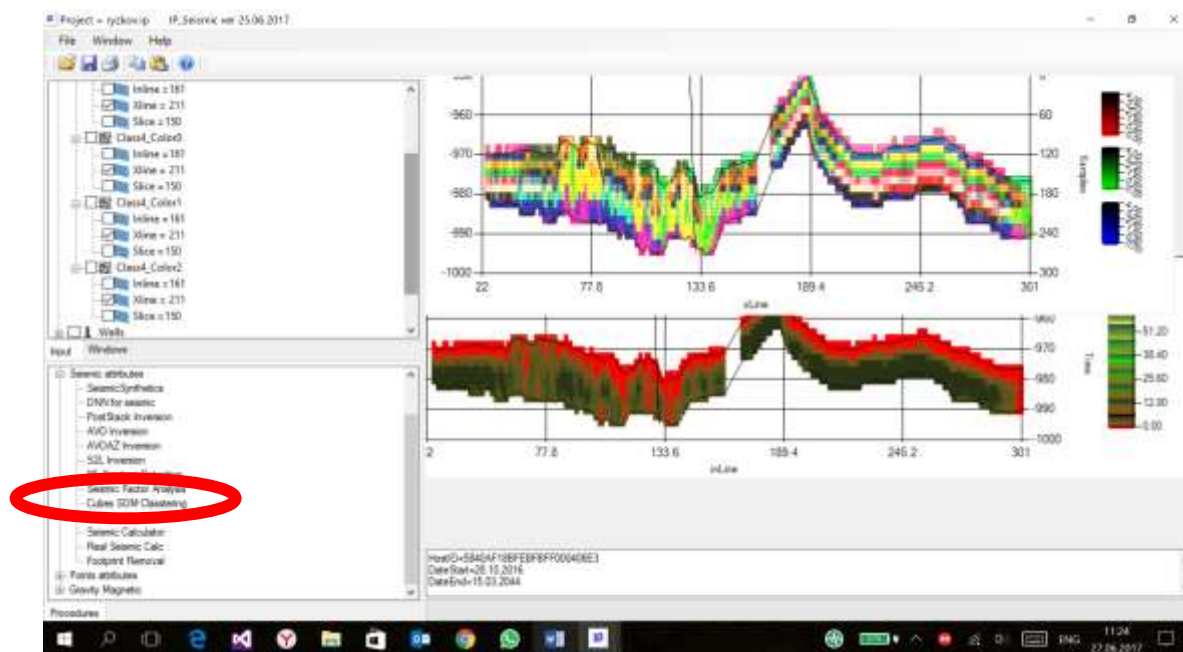 Project = ryzkov.ip IP_Seismic ver 25.06.2017
File Window Help
Inline = 161
Xline = 211
Slice = 150
Class4_Color0
Inline = 161
Xline = 211
Slice = 150
Class4_Color1
Inline = 161
Xline = 211
Slice = 150
Class4_Color2
Inline = 161
Xline = 211
Slice = 150
Wells
Input Windows
Seismic attributes
SeismicSynthetics
DNN for seismic
PostStack Inversion
AVO Inversion
AVOAZ Inversion
S2L Inversion
Seismic Factor Analysis
Cubes SOM Classtering
Seismic Calculator
Real Seismic Calc
Footprint Removal
Points attributes
Gravity Magnetic
Procedures
-960
-970
-980
-990
-1000
22 77.8 133.6 189.4 245.2 301
xLine
0
60
120
180
240
300
Samples
-960
-970
-980
-990
-1000
2 77.8 133.6 189.4 245.2 301
inLine
Time
51.20
38.40
25.60
12.80
0.00
DateStart=28.10.2016
DateEnd=15.03.2044
ENG
11:24
27.06.2017